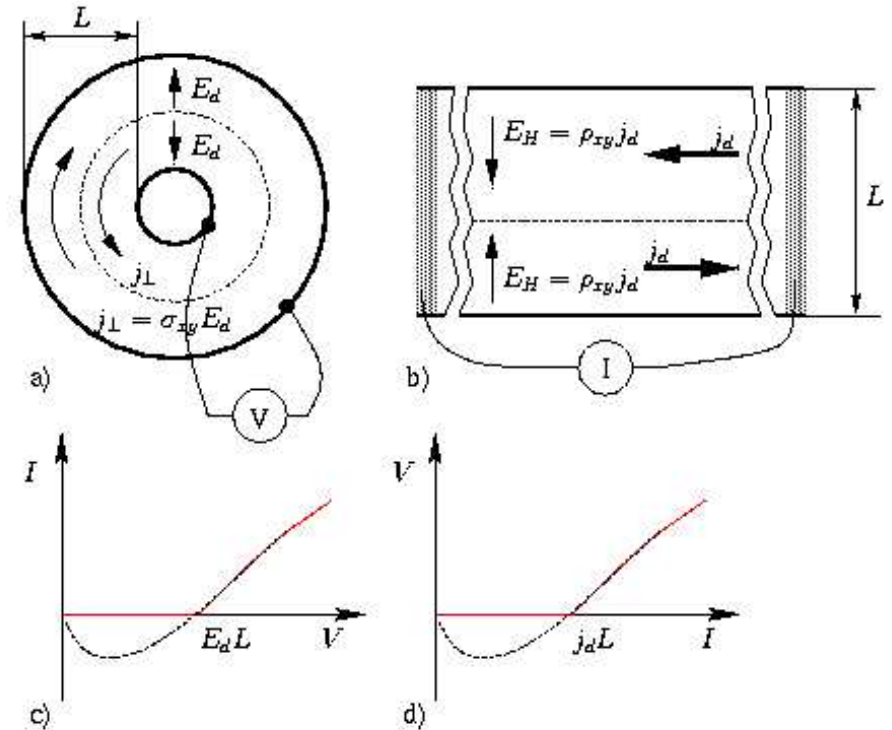 L
E_d
E_d
j_⊥
j_⊥ = σ_xy E_d
a)
V
E_H = ρ_xy j_d
j_d
L
j_d
E_H = ρ_xy j_d
b)
I
I
E_d L
V
c)
V
j_d L
I
d)